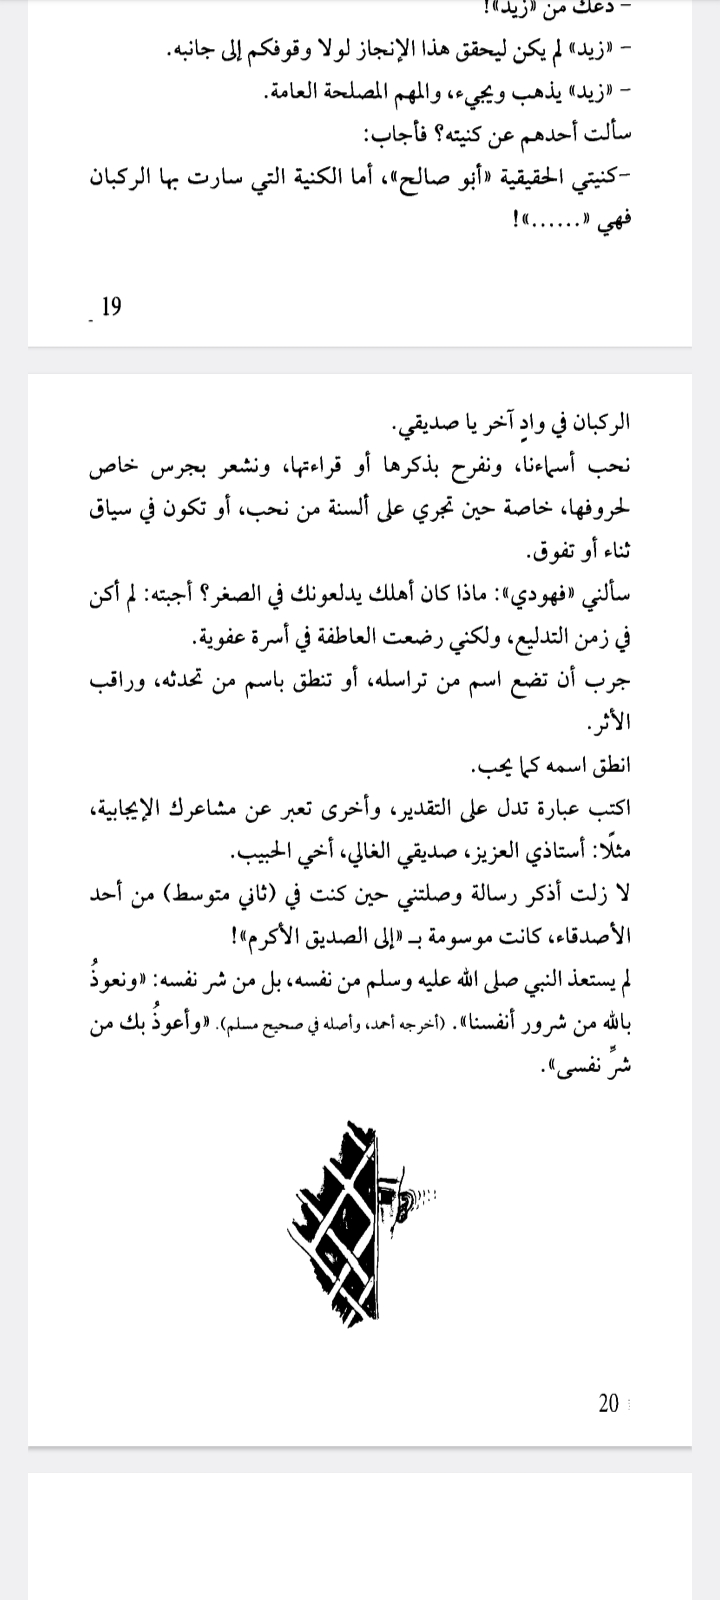 – دعك من «زيد»!
– «زيد» لم يكن ليحقق هذا الإنجاز لولا وقوفكم إلى جانبه.
– «زيد» يذهب ويجيء، والمهم المصلحة العامة.
سألت أحدهم عن كنيته؟ فأجاب:
–كنيتي الحقيقية «أبو صالح»، أما الكنية التي سارت بها الركبان
فهي «......»!
19
الركبان في وادٍ آخر يا صديقي.
نحب أسماءنا، ونفرح بذكرها أو قراءتها، ونشعر بجرس خاص
لحروفها، خاصة حين تجري على ألسنة من نحب، أو تكون في سياق
ثناء أو تفوق.
سألني «فهودي»: ماذا كان أهلك يدلعونك في الصغر؟ أجبته: لم أكن
في زمن التدليع، ولكني رضعت العاطفة في أسرة عفوية.
جرب أن تضع اسم من تراسله، أو تنطق باسم من تحدثه، وراقب
الأثر.
انطق اسمه كما يحب.
اكتب عبارة تدل على التقدير، وأخرى تعبر عن مشاعرك الإيجابية،
مثلًا: أستاذي العزيز، صديقي الغالي، أخي الحبيب.
لا زلت أذكر رسالة وصلتني حين كنت في (ثاني متوسط) من أحد
الأصدقاء، كانت موسومة بـ «إلى الصديق الأكرم»!
لم يستعذ النبي صلى الله عليه وسلم من نفسه، بل من شر نفسه: «ونعوذُ
بالله من شرور أنفسنا». (أخرجه أحمد، وأصله في صحيح مسلم). «وأعوذُ بك من
شرِّ نفسى».
20